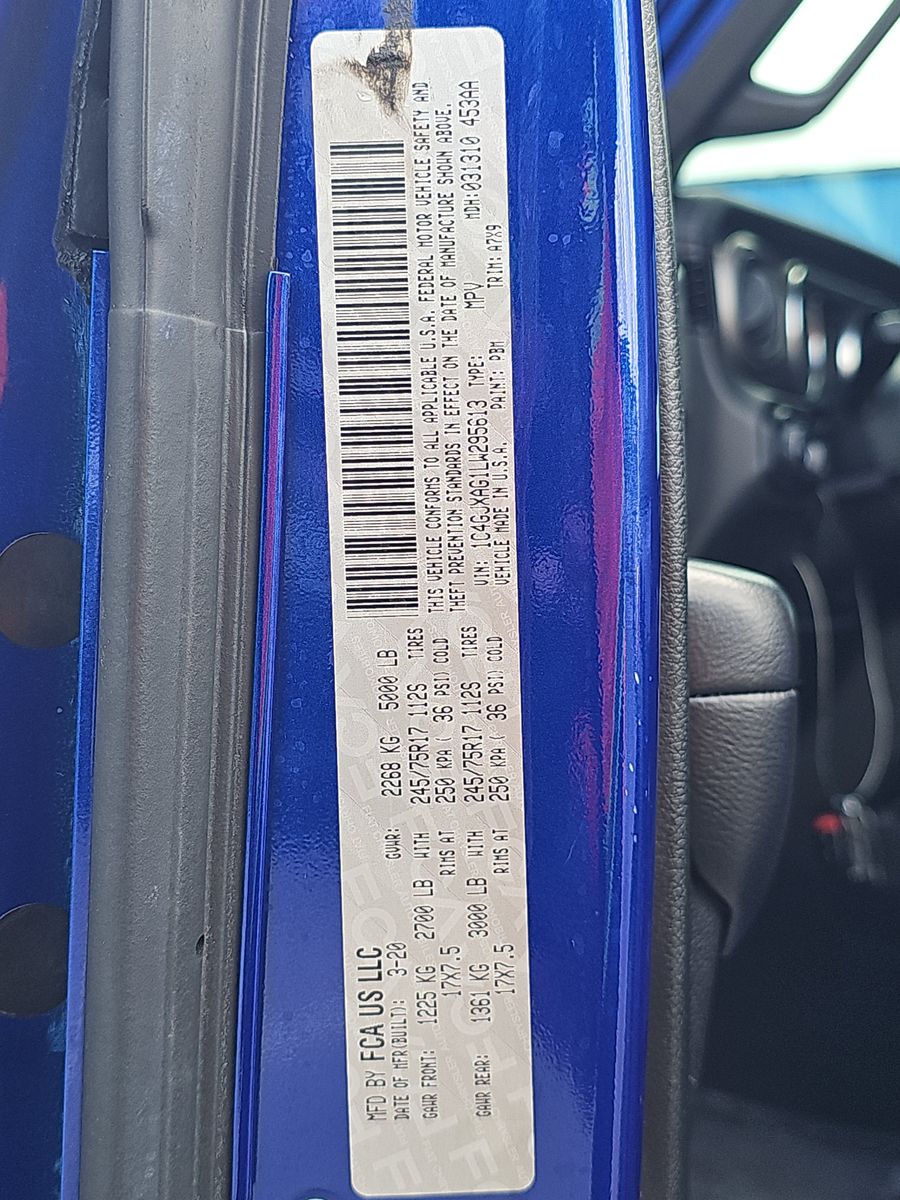 MFD BY FCA US LLC
DATE OF MFR(BUILT): 3-20 GVWR: 2268 KG 5000 LB
GAWR FRONT: 1225 KG 2700 LB WITH 245/75R17 112S TIRES
17X7.5 RIMS AT 250 KPA( 36 PSI) COLD
GAWR REAR: 1361 KG 3000 LB WITH 245/75R17 112S TIRES
17X7.5 RIMS AT 250 KPA( 36 PSI) COLD
THIS VEHICLE CONFORMS TO ALL APPLICABLE U.S.A. FEDERAL MOTOR VEHICLE SAFETY AND
THEFT PREVENTION STANDARDS IN EFFECT ON THE DATE OF MANUFACTURE SHOWN ABOVE.
VIN: 1C4GJXAG1LW295613 TYPE: MPV MDH:031310 453AA
VEHICLE MADE IN U.S.A. PAINT: PBM TRIM: A7X9